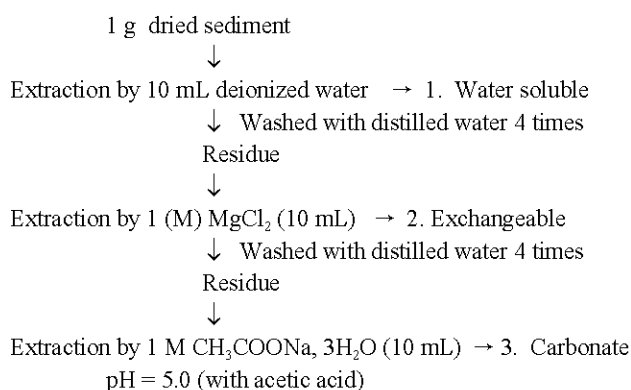 1 g dried sediment
↓
Extraction by 10 mL deionized water → 1. Water soluble
↓ Washed with distilled water 4 times
Residue
↓
Extraction by 1 (M) MgCl₂ (10 mL) → 2. Exchangeable
↓ Washed with distilled water 4 times
Residue
↓
Extraction by 1 M CH₃COONa, 3H₂O (10 mL) → 3. Carbonate
pH = 5.0 (with acetic acid)